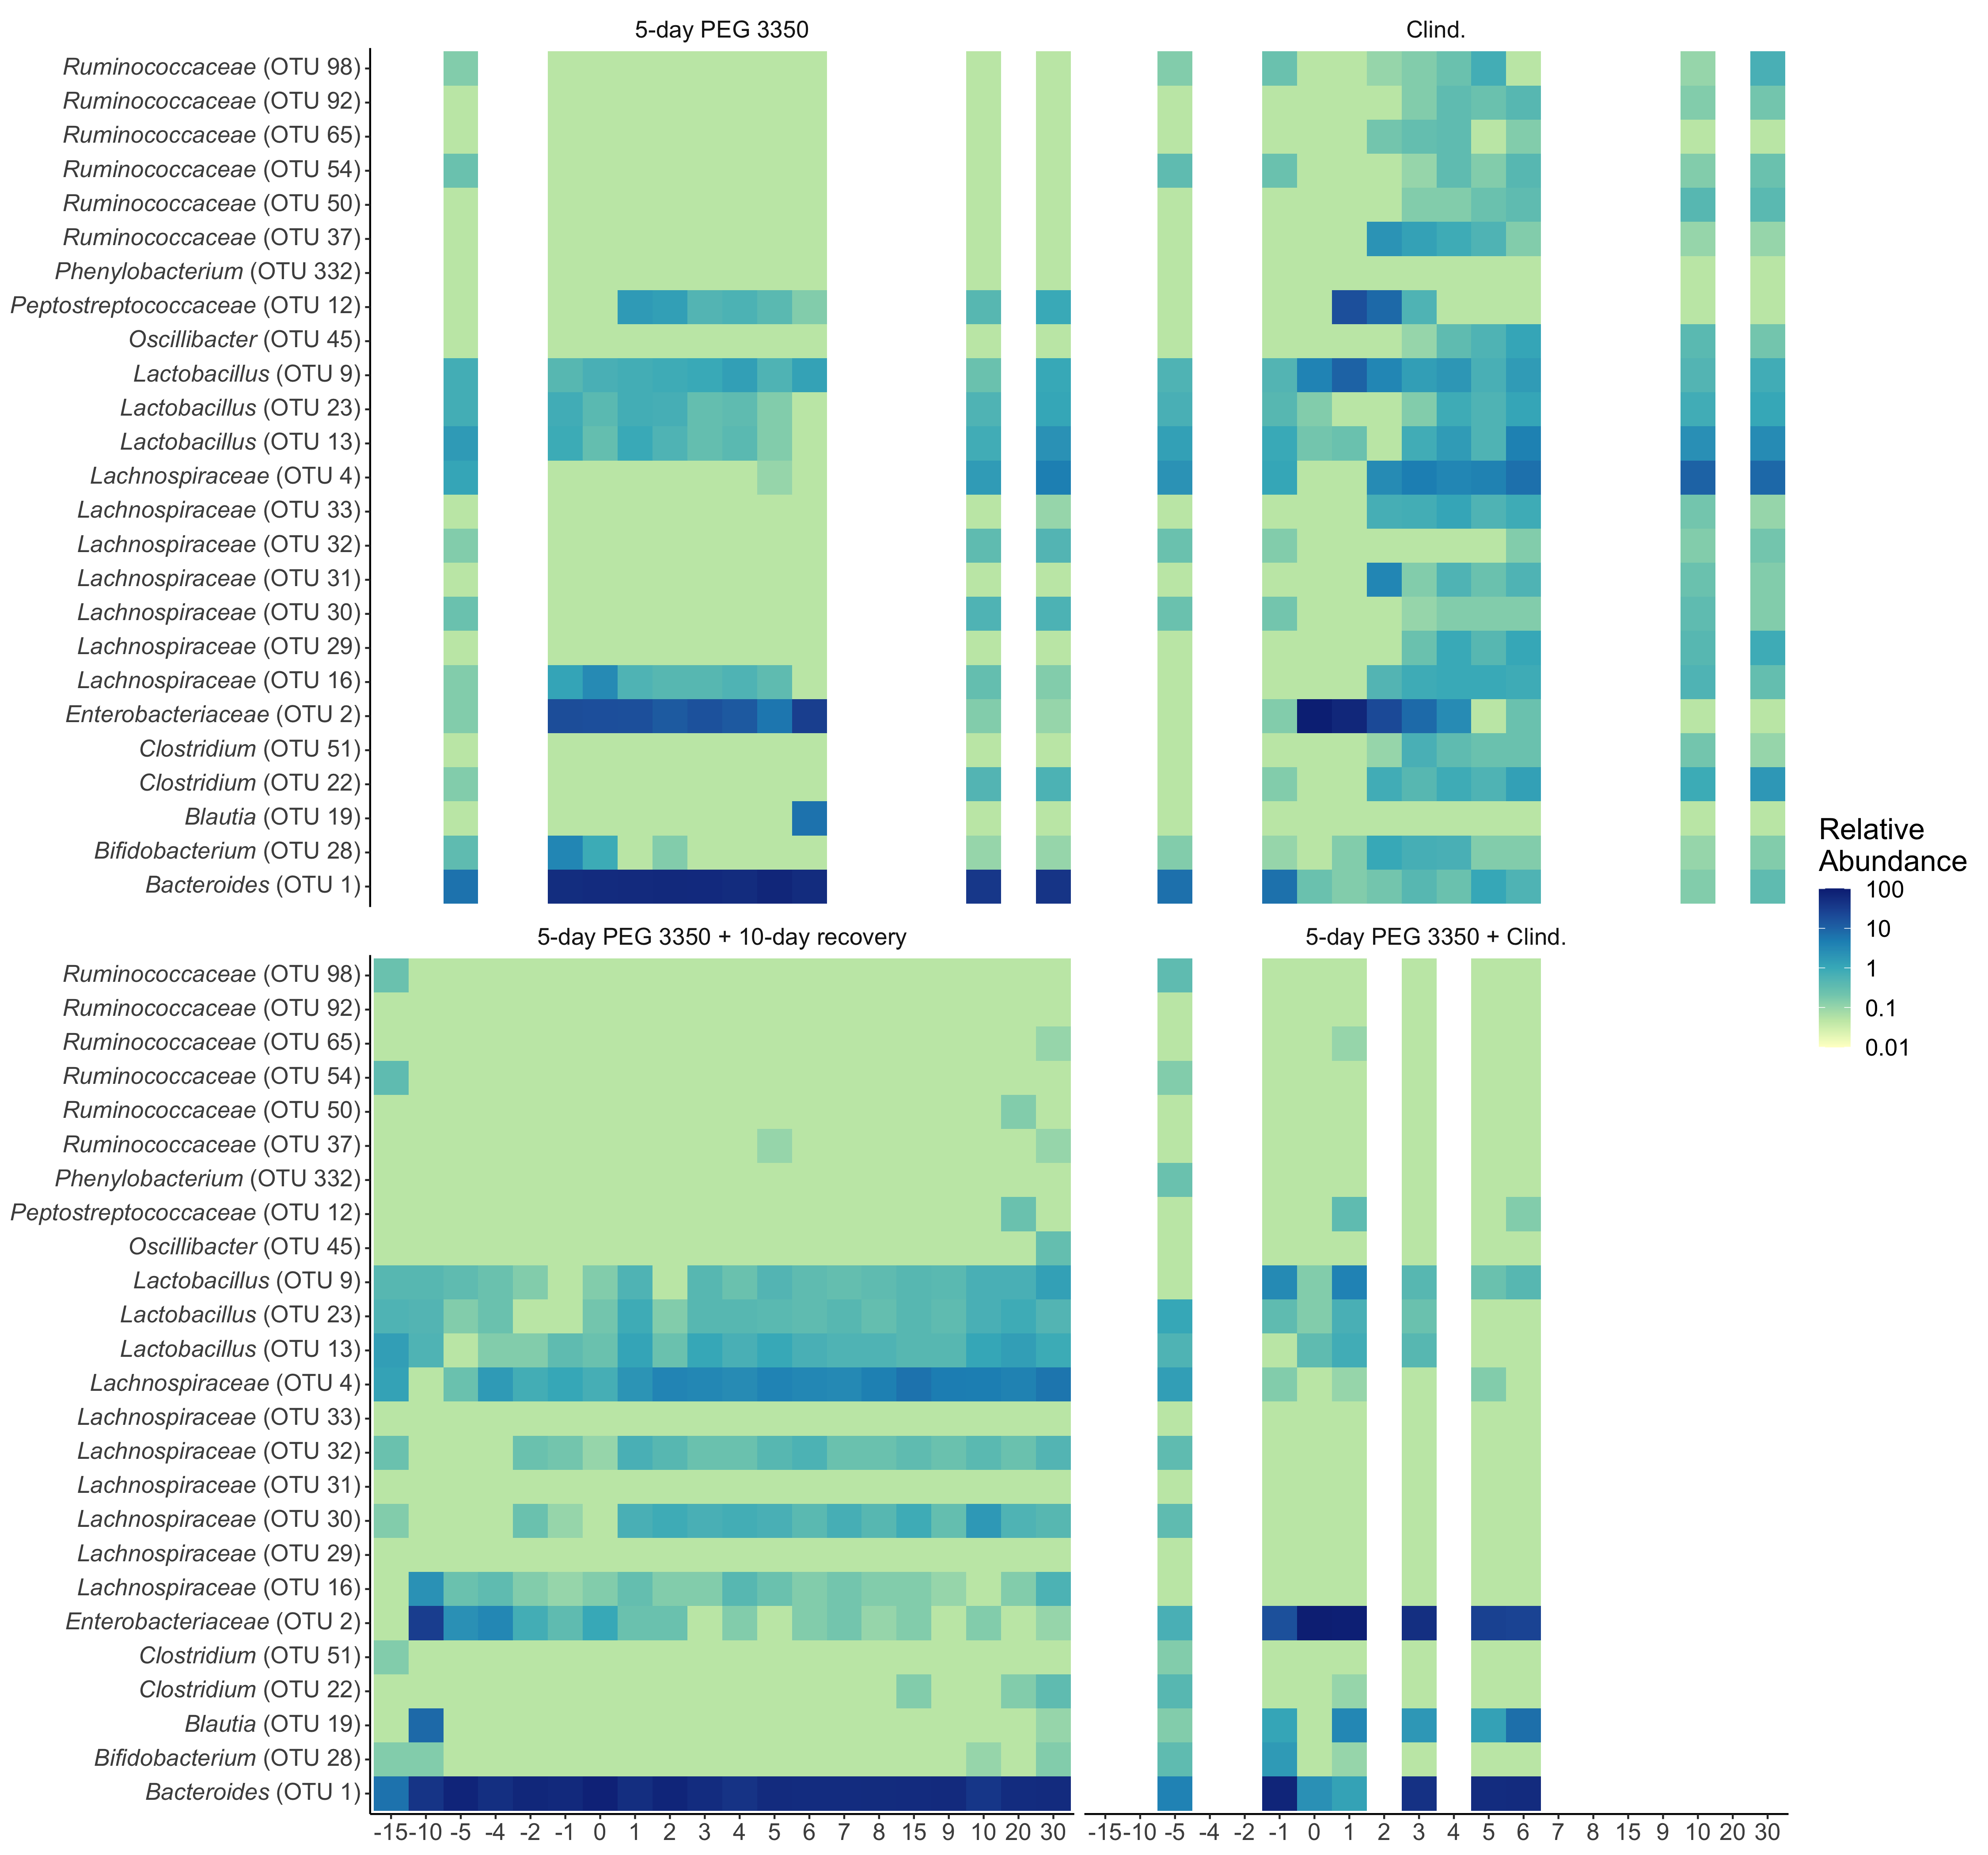 5-day PEG 3350
Clind.
Ruminococcaceae (OTU 98)
Ruminococcaceae (OTU 92)
Ruminococcaceae (OTU 65)
Ruminococcaceae (OTU 54)
Ruminococcaceae (OTU 50)
Ruminococcaceae (OTU 37)
Phenylobacterium (OTU 332)
Peptostreptococcaceae (OTU 12)
Oscillibacter (OTU 45)
Lactobacillus (OTU 9)
Lactobacillus (OTU 23)
Lactobacillus (OTU 13)
Lachnospiraceae (OTU 4)
Lachnospiraceae (OTU 33)
Lachnospiraceae (OTU 32)
Lachnospiraceae (OTU 31)
Lachnospiraceae (OTU 30)
Lachnospiraceae (OTU 29)
Lachnospiraceae (OTU 16)
Enterobacteriaceae (OTU 2)
Clostridium (OTU 51)
Clostridium (OTU 22)
Blautia (OTU 19)
Bifidobacterium (OTU 28)
Bacteroides (OTU 1)
Relative
Abundance
100
10
1
0.1
0.01
5-day PEG 3350 + 10-day recovery
5-day PEG 3350 + Clind.
Ruminococcaceae (OTU 98)
Ruminococcaceae (OTU 92)
Ruminococcaceae (OTU 65)
Ruminococcaceae (OTU 54)
Ruminococcaceae (OTU 50)
Ruminococcaceae (OTU 37)
Phenylobacterium (OTU 332)
Peptostreptococcaceae (OTU 12)
Oscillibacter (OTU 45)
Lactobacillus (OTU 9)
Lactobacillus (OTU 23)
Lactobacillus (OTU 13)
Lachnospiraceae (OTU 4)
Lachnospiraceae (OTU 33)
Lachnospiraceae (OTU 32)
Lachnospiraceae (OTU 31)
Lachnospiraceae (OTU 30)
Lachnospiraceae (OTU 29)
Lachnospiraceae (OTU 16)
Enterobacteriaceae (OTU 2)
Clostridium (OTU 51)
Clostridium (OTU 22)
Blautia (OTU 19)
Bifidobacterium (OTU 28)
Bacteroides (OTU 1)
-15 -10 -5 -4 -2 -1 0 1 2 3 4 5 6 7 8 15 9 10 20 30
-15 -10 -5 -4 -2 -1 0 1 2 3 4 5 6 7 8 15 9 10 20 30